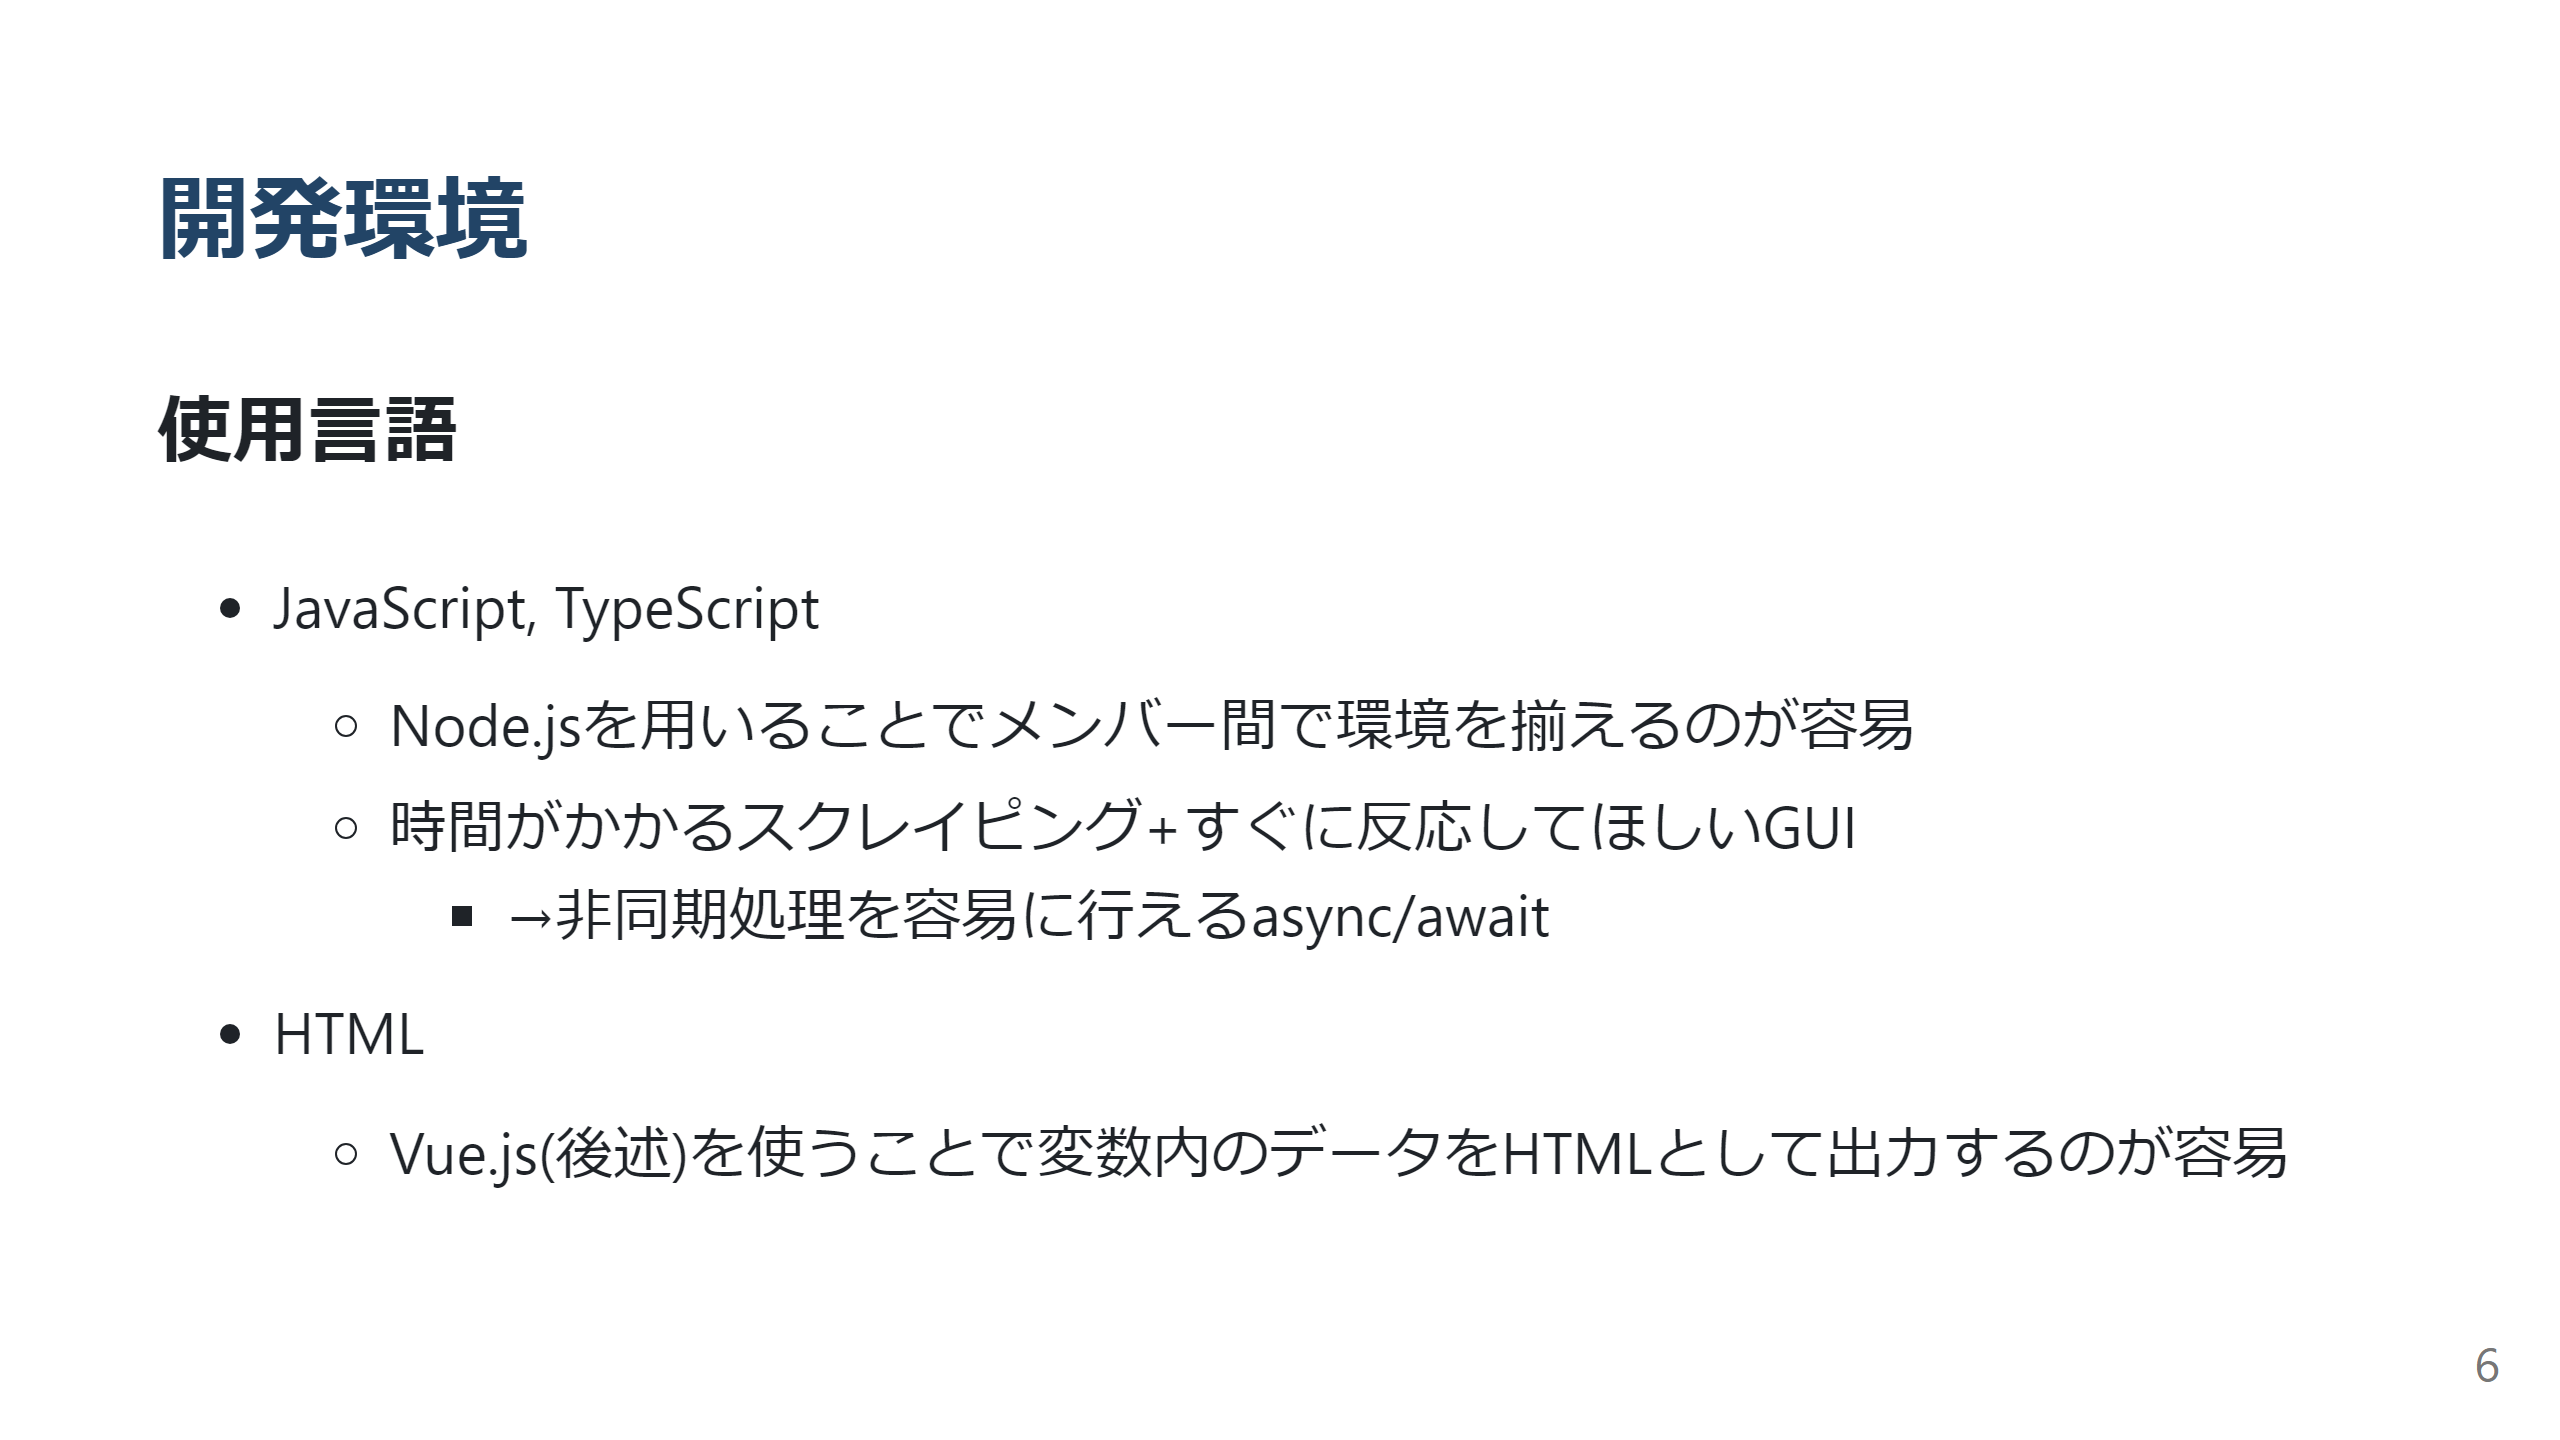 開発環境
使用言語
JavaScript, TypeScript
Node.jsを用いることでメンバー間で環境を揃えるのが容易
時間がかかるスクレイピング+すぐに反応してほしいGUI
→非同期処理を容易に行えるasync/await
HTML
Vue.js(後述)を使うことで変数内のデータをHTMLとして出力するのが容易
6